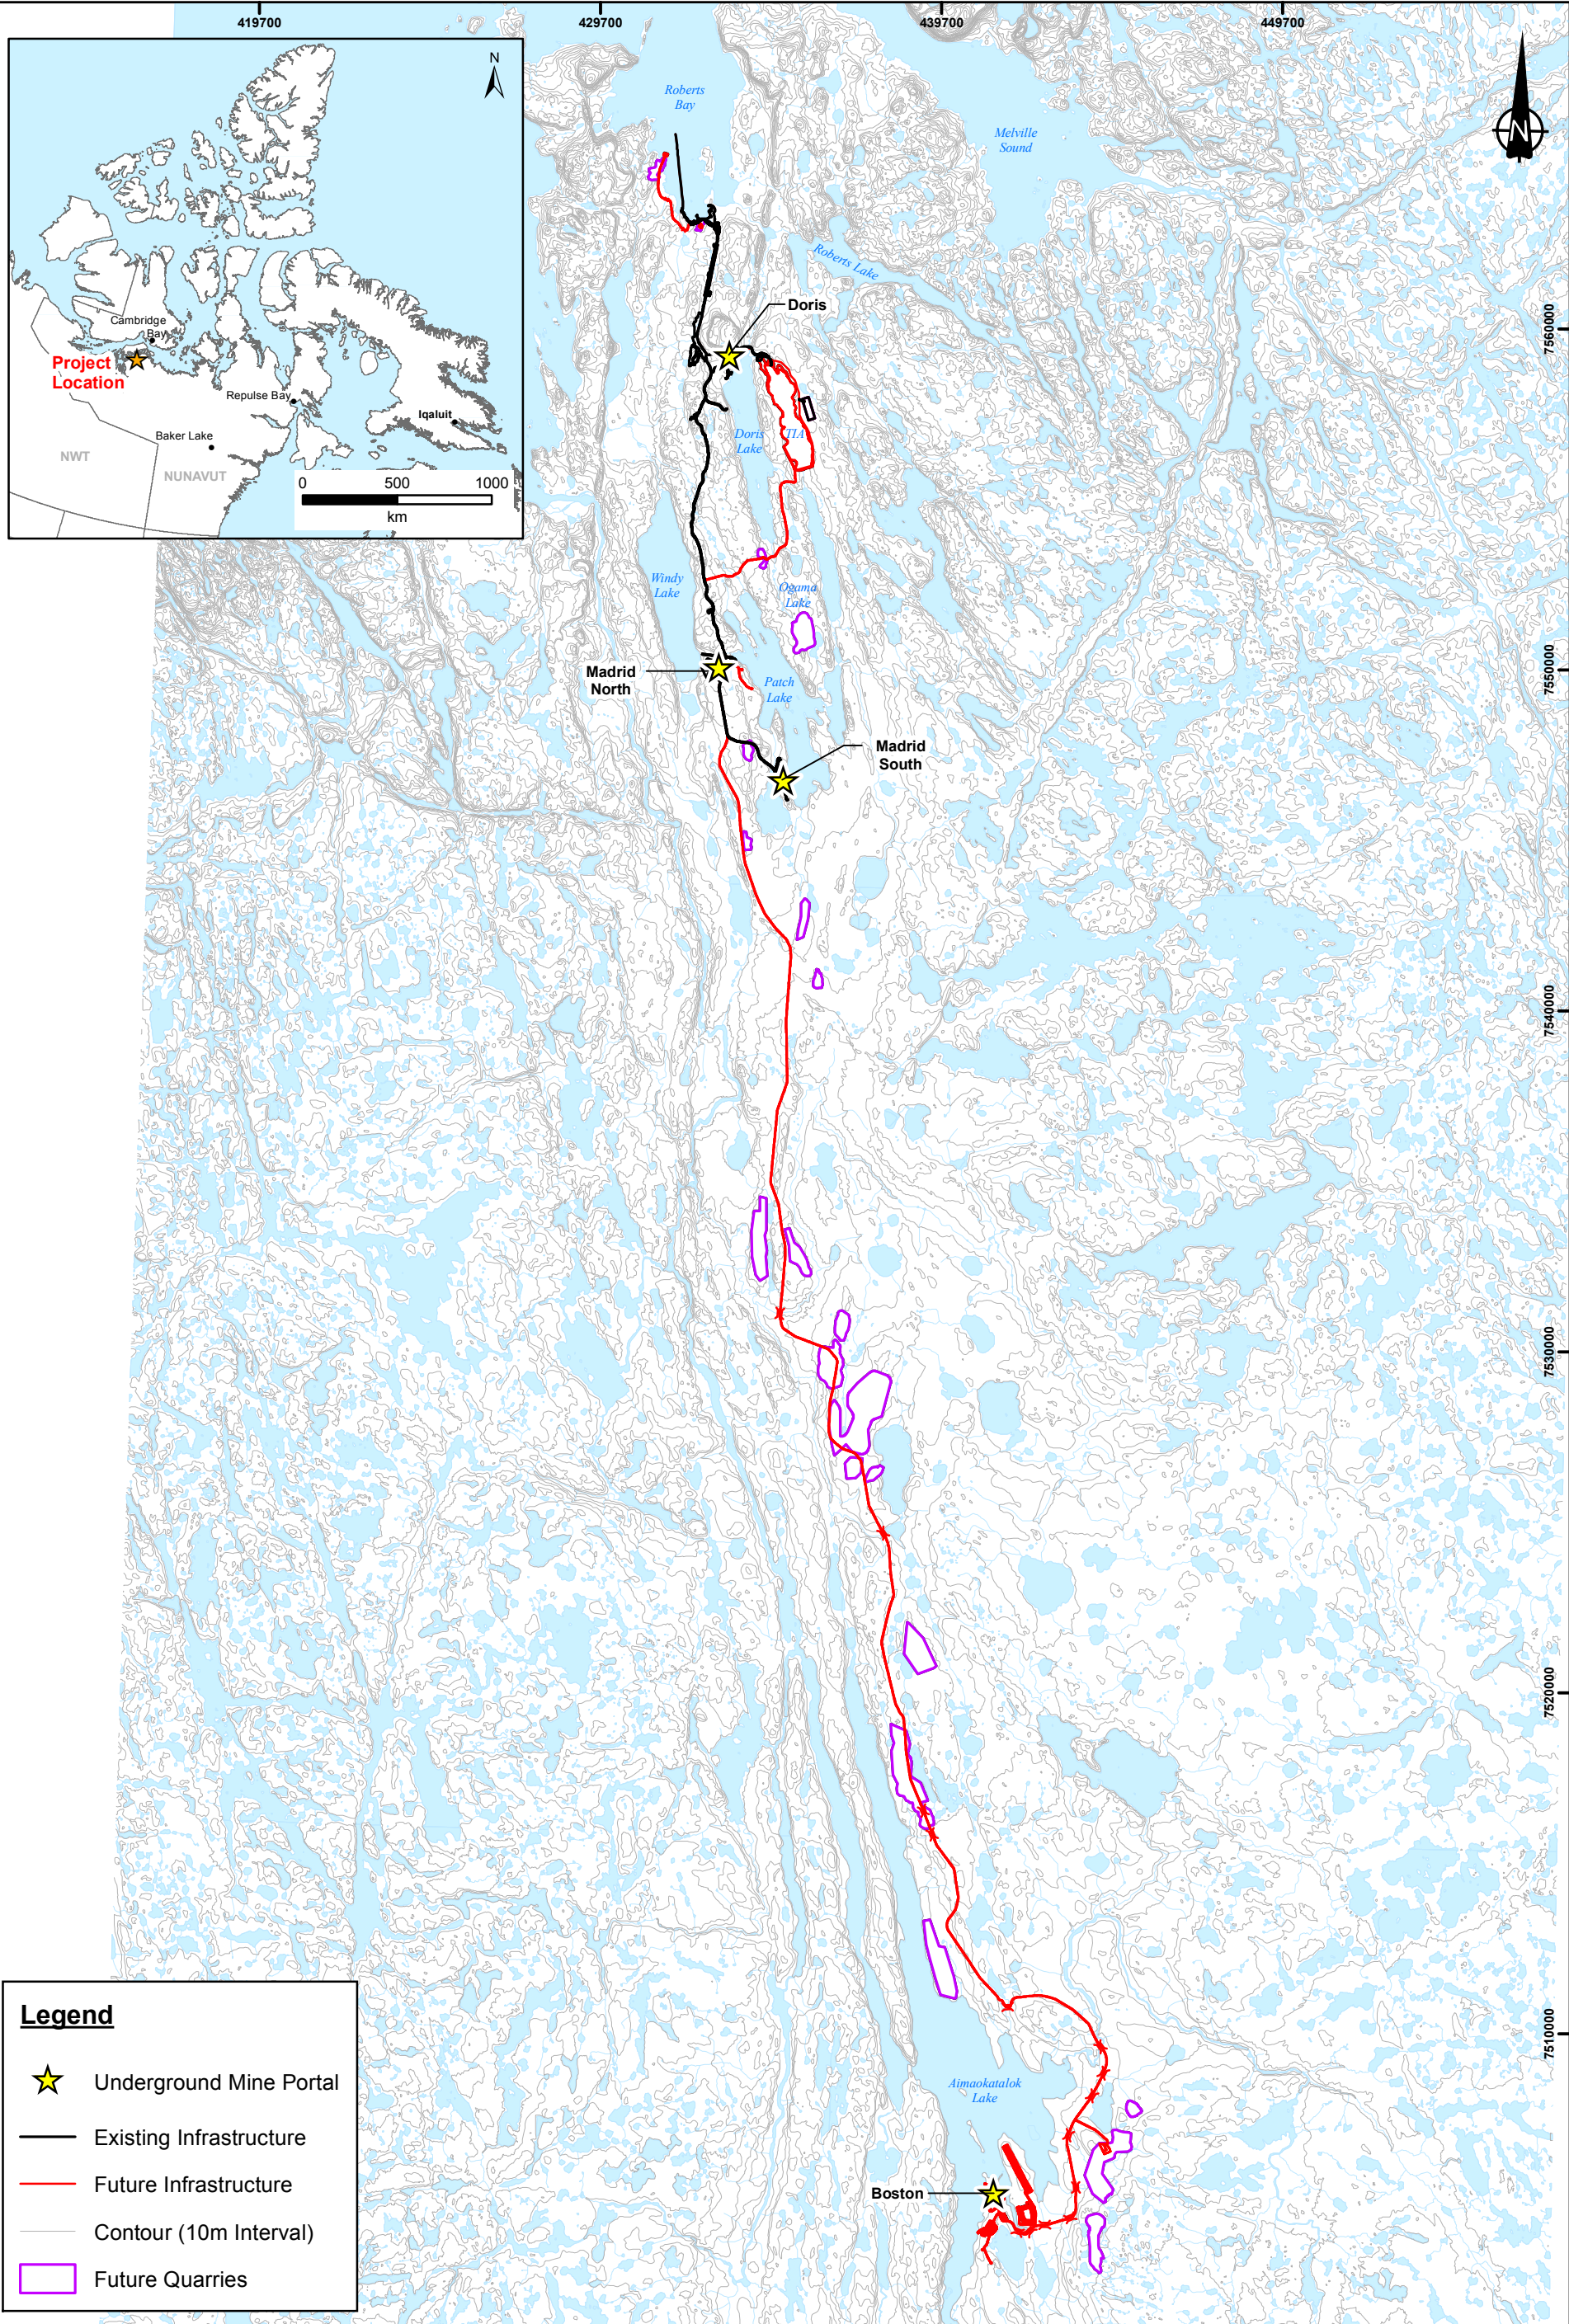 419700
429700
439700
449700
N
Cambridge
Bay
Project
Location
Repulse Bay
Iqaluit
Baker Lake
NWT
NUNAVUT
0 500 1000
km
Roberts
Bay
Melville
Sound
N
Roberts Lake
Doris
7560000
Doris
Lake
TIA
Windy
Lake
Ogama
Lake
Madrid
North
Patch
Lake
7550000
Madrid
South
7540000
7530000
7520000
7510000
Aimaokatalok
Lake
Boston
Legend
Underground Mine Portal
Existing Infrastructure
Future Infrastructure
Contour (10m Interval)
Future Quarries